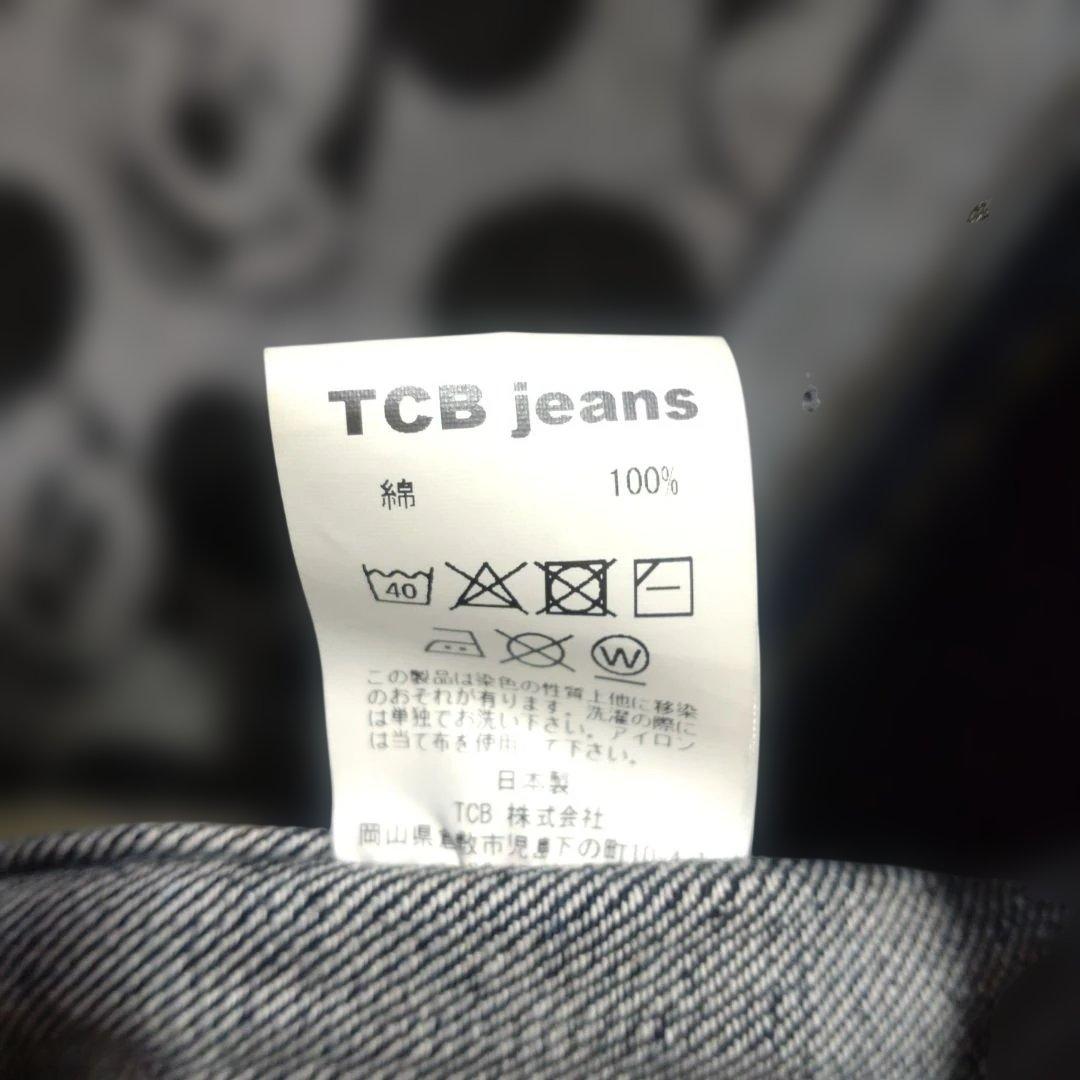 TCB jeans
綿 100%
40
W
この製品は染色の性質上他に移染
のおそれが有ります。洗濯の際に
は単独でお洗い下さい。アイロン
は当て布を使用 て下さい。
日本製
TCB 株式会社
岡山県倉敷市児島下の町10-4-